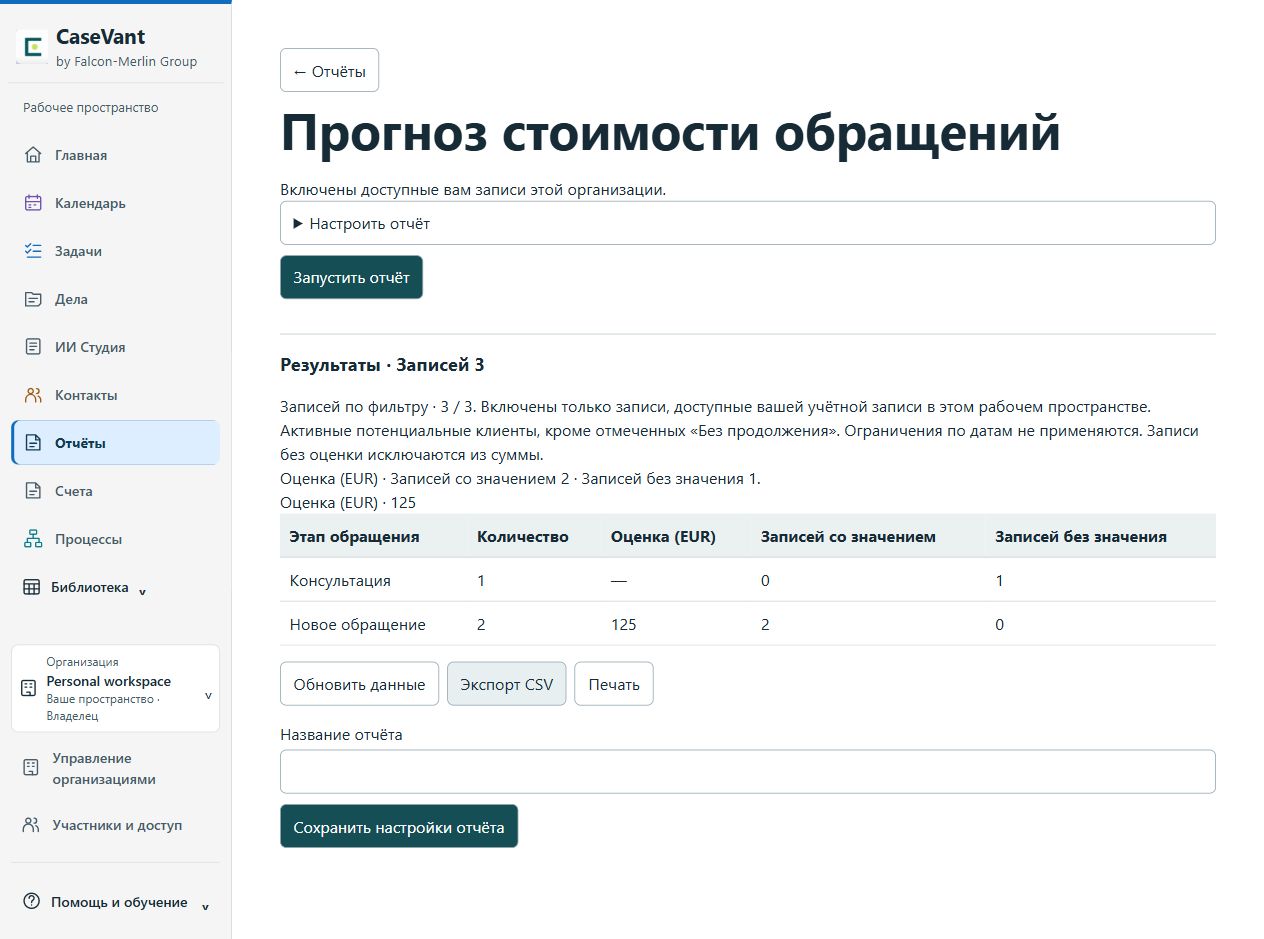 CaseVant
by Falcon-Merlin Group
Рабочее пространство
Главная
Календарь
Задачи
Дела
ИИ Студия
Контакты
Отчёты
Счета
Процессы
Библиотека v
Организация
Personal workspace
Ваше пространство ·
Владелец
v
Управление
организациями
Участники и доступ
Помощь и обучение v
← Отчёты
Прогноз стоимости обращений
Включены доступные вам записи этой организации.
▶ Настроить отчёт
Запустить отчёт
Результаты · Записей 3
Записей по фильтру · 3 / 3. Включены только записи, доступные вашей учётной записи в этом рабочем пространстве.
Активные потенциальные клиенты, кроме отмеченных «Без продолжения». Ограничения по датам не применяются. Записи
без оценки исключаются из суммы.
Оценка (EUR) · Записей со значением 2 · Записей без значения 1.
Оценка (EUR) · 125
Этап обращения Количество Оценка (EUR) Записей со значением Записей без значения
Консультация 1 — 0 1
Новое обращение 2 125 2 0
Обновить данные Экспорт CSV Печать
Название отчёта
Сохранить настройки отчёта